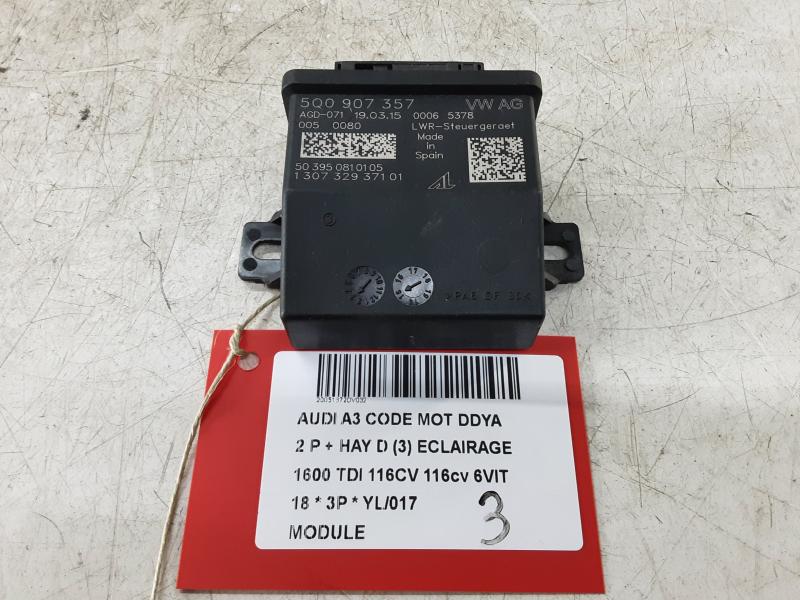 5Q0 907 357 VW AG
AGD-071 19.03.15 0006 5378
005 0080 LWR-Steuergeraet
Made
in
Spain
50 395 0810105
1 307 329 371 01
AL
AUDI A3 CODE MOT DDYA
2 P + HAY D (3) ECLAIRAGE
1600 TDI 116CV 116cv 6VIT
18 * 3P * YL/017
MODULE
3